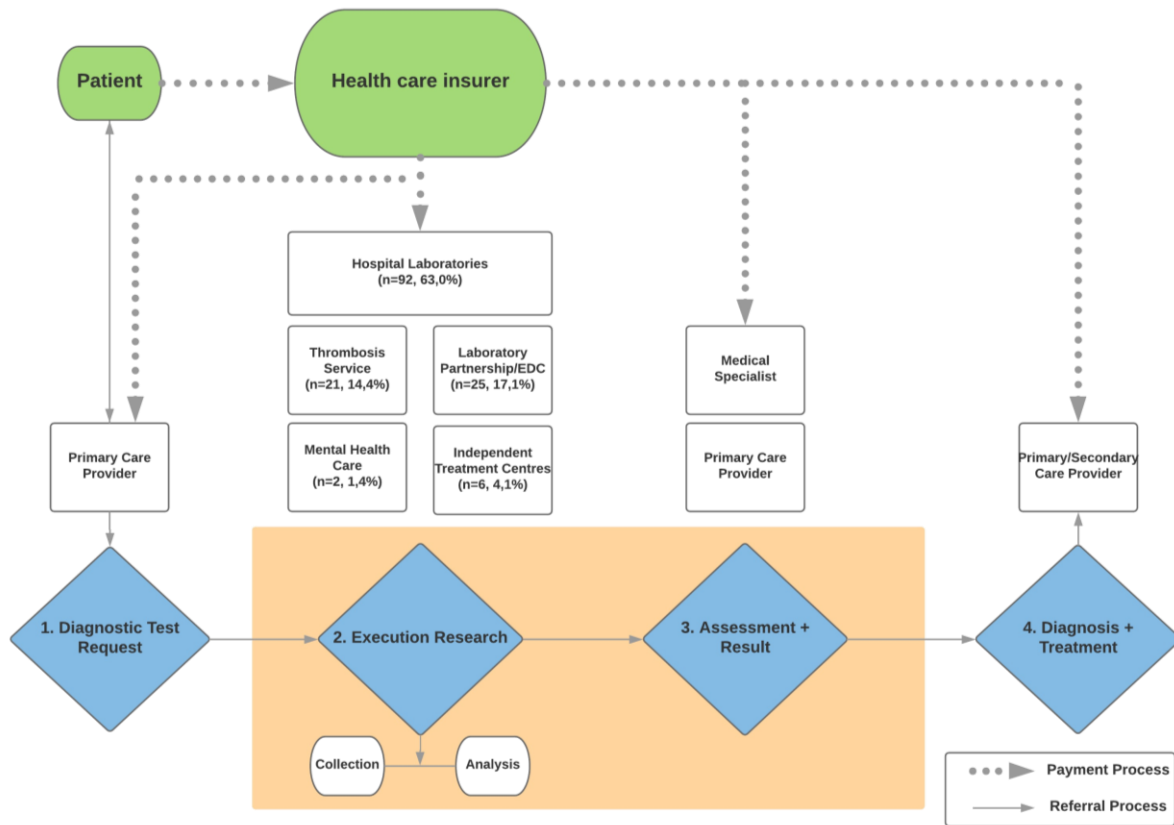 Patient
Health care insurer
Hospital Laboratories
(n=92, 63,0%)
Thrombosis
Service
(n=21, 14,4%)
Laboratory
Partnership/EDC
(n=25, 17,1%)
Medical
Specialist
Primary Care
Provider
Mental Health
Care
(n=2, 1,4%)
Independent
Treatment Centres
(n=6, 4,1%)
Primary Care
Provider
Primary/Secondary
Care Provider
1. Diagnostic Test
Request
2. Execution Research
3. Assessment +
Result
4. Diagnosis +
Treatment
Collection
Analysis
Payment Process
Referral Process